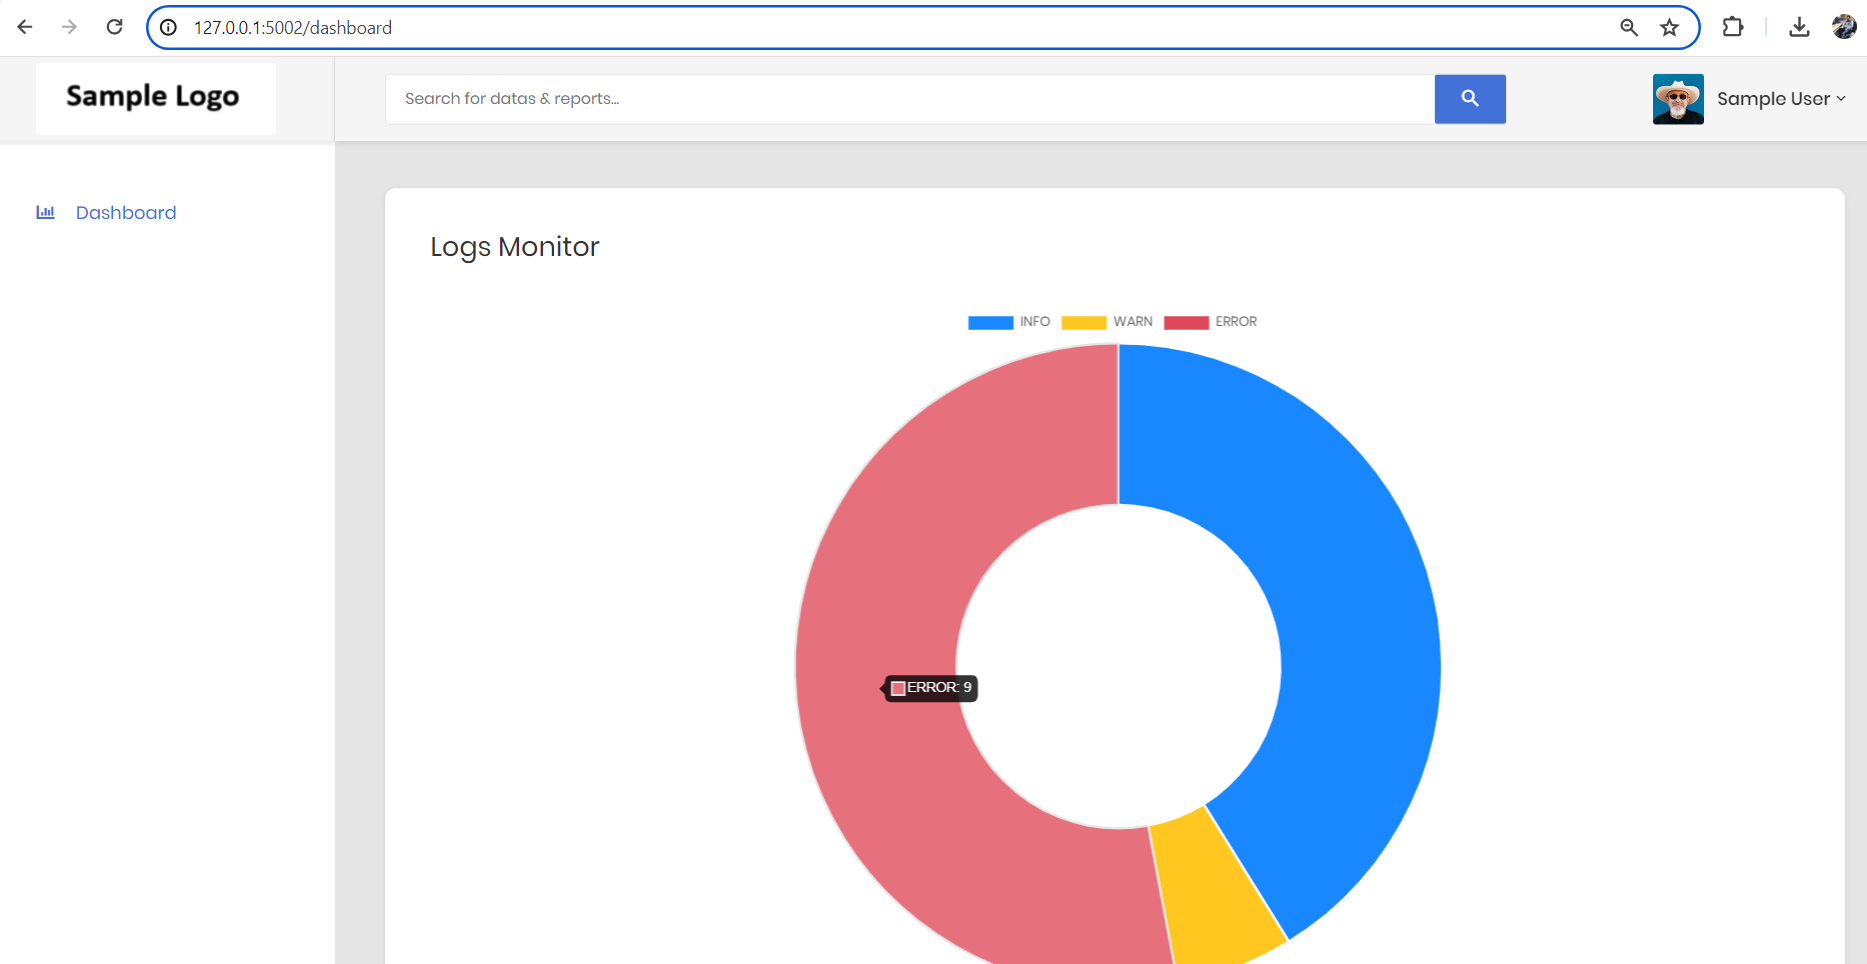 127.0.0.1:5002/dashboard
Sample Logo
Search for datas & reports...
Sample User
Dashboard
Logs Monitor
INFO WARN ERROR
ERROR: 9